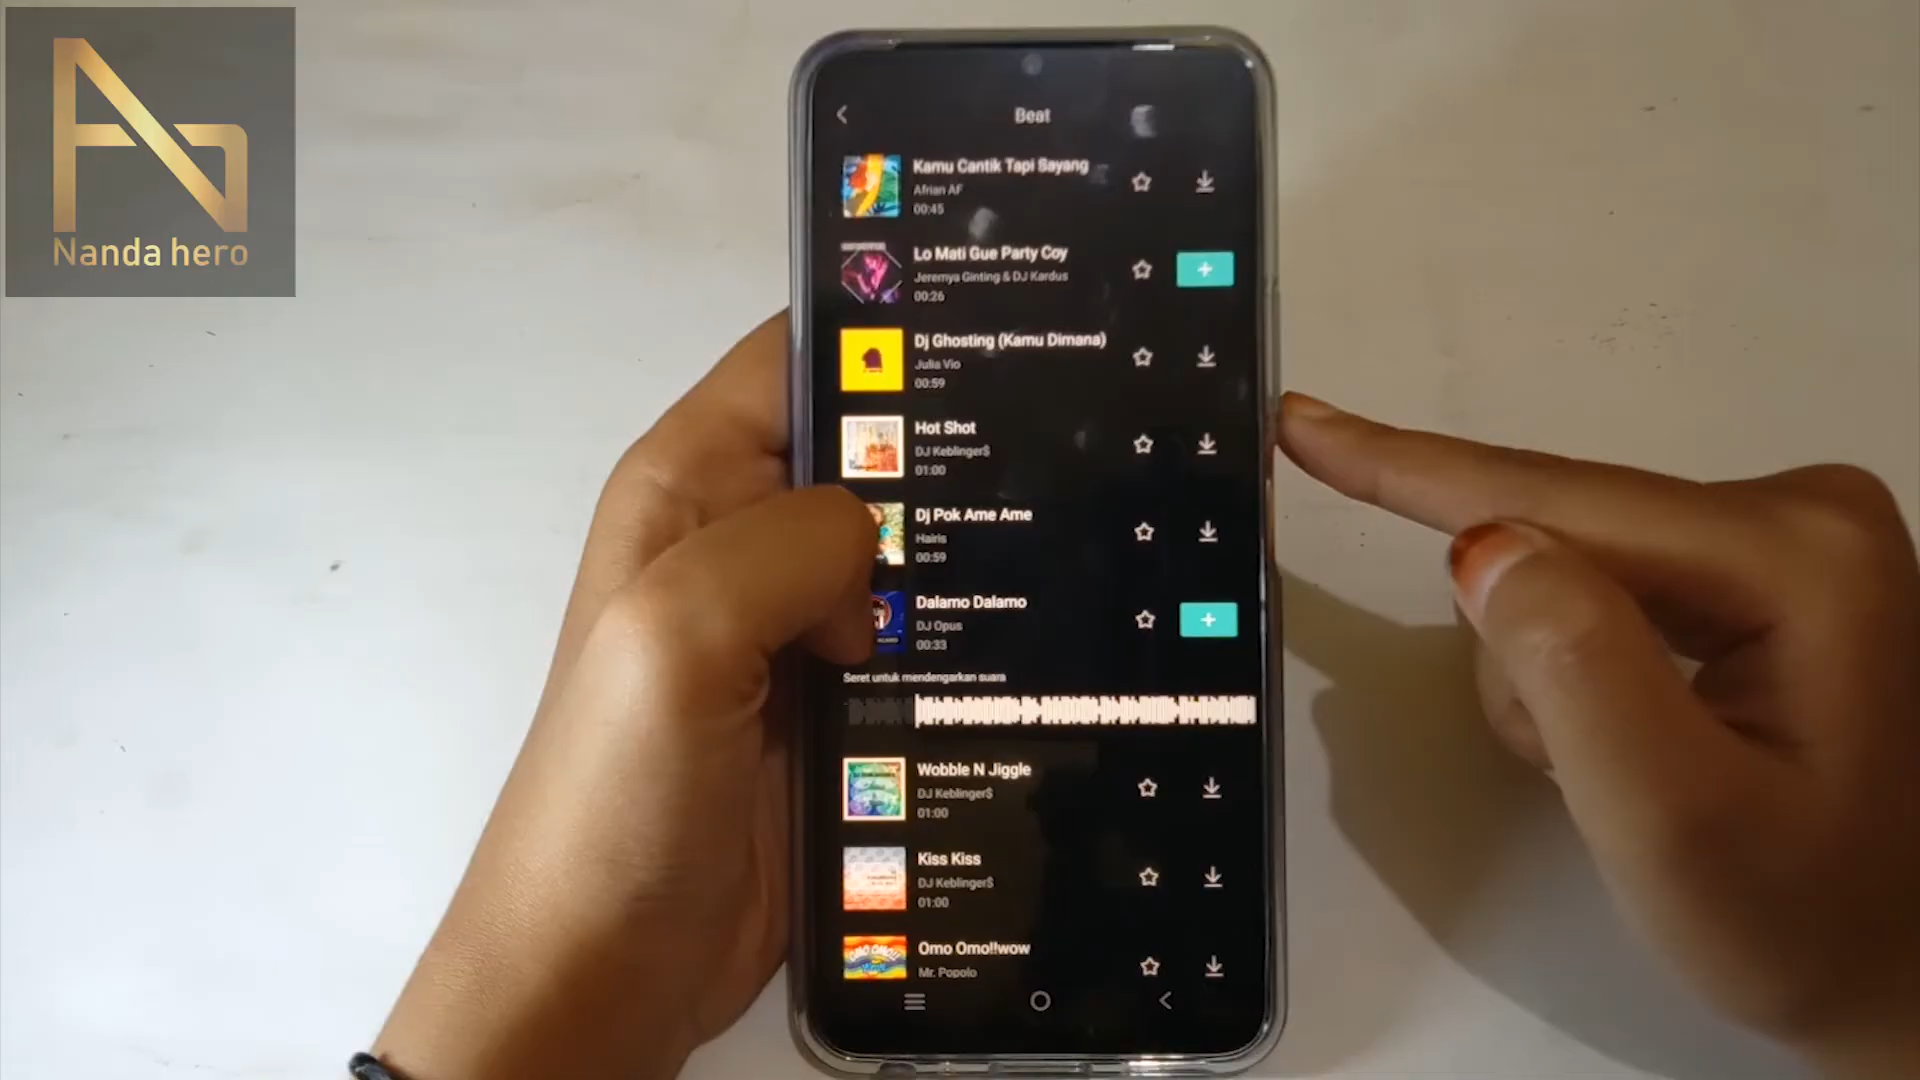 Nanda hero
Beat
Kamu Cantik Tapi Sayang
Afrian AF
00:45
Lo Mati Gue Party Coy
Jeremya Ginting & DJ Kardus
00:26
Dj Ghosting (Kamu Dimana)
Julia Vio
00:59
Hot Shot
DJ Keblinger$
01:00
Dj Pok Ame Ame
Hairis
00:59
Dalamo Dalamo
DJ Opus
00:33
Seret untuk mendengarkan suara
Wobble N Jiggle
DJ Keblinger$
01:00
Kiss Kiss
DJ Keblinger$
01:00
Omo Omo!!wow
Mr. Popolo